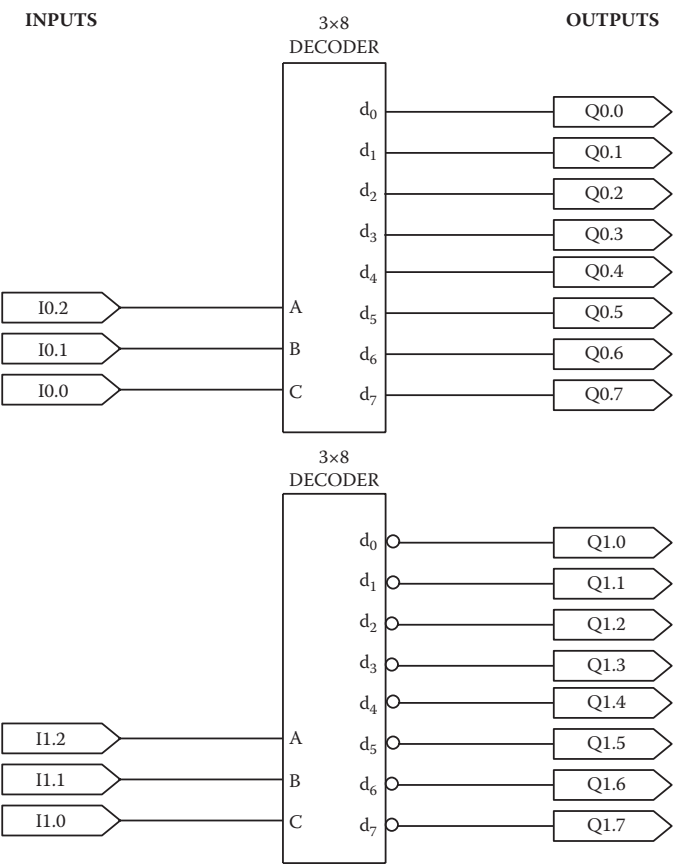 INPUTS
3×8
DECODER
OUTPUTS
d₀
Q0.0
d₁
Q0.1
d₂
Q0.2
d₃
Q0.3
d₄
Q0.4
I0.2
A
d₅
Q0.5
I0.1
B
d₆
Q0.6
I0.0
C
d₇
Q0.7
3×8
DECODER
d₀
Q1.0
d₁
Q1.1
d₂
Q1.2
d₃
Q1.3
d₄
Q1.4
I1.2
A
d₅
Q1.5
I1.1
B
d₆
Q1.6
I1.0
C
d₇
Q1.7